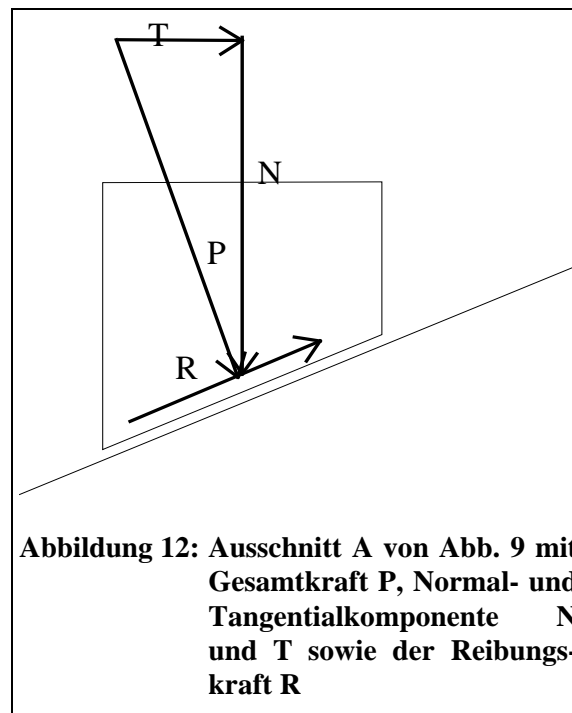 T
N
P
R
Abbildung 12: Ausschnitt A von Abb. 9 mit
Gesamtkraft P, Normal- und
Tangentialkomponente N
und T sowie der Reibungs-
kraft R